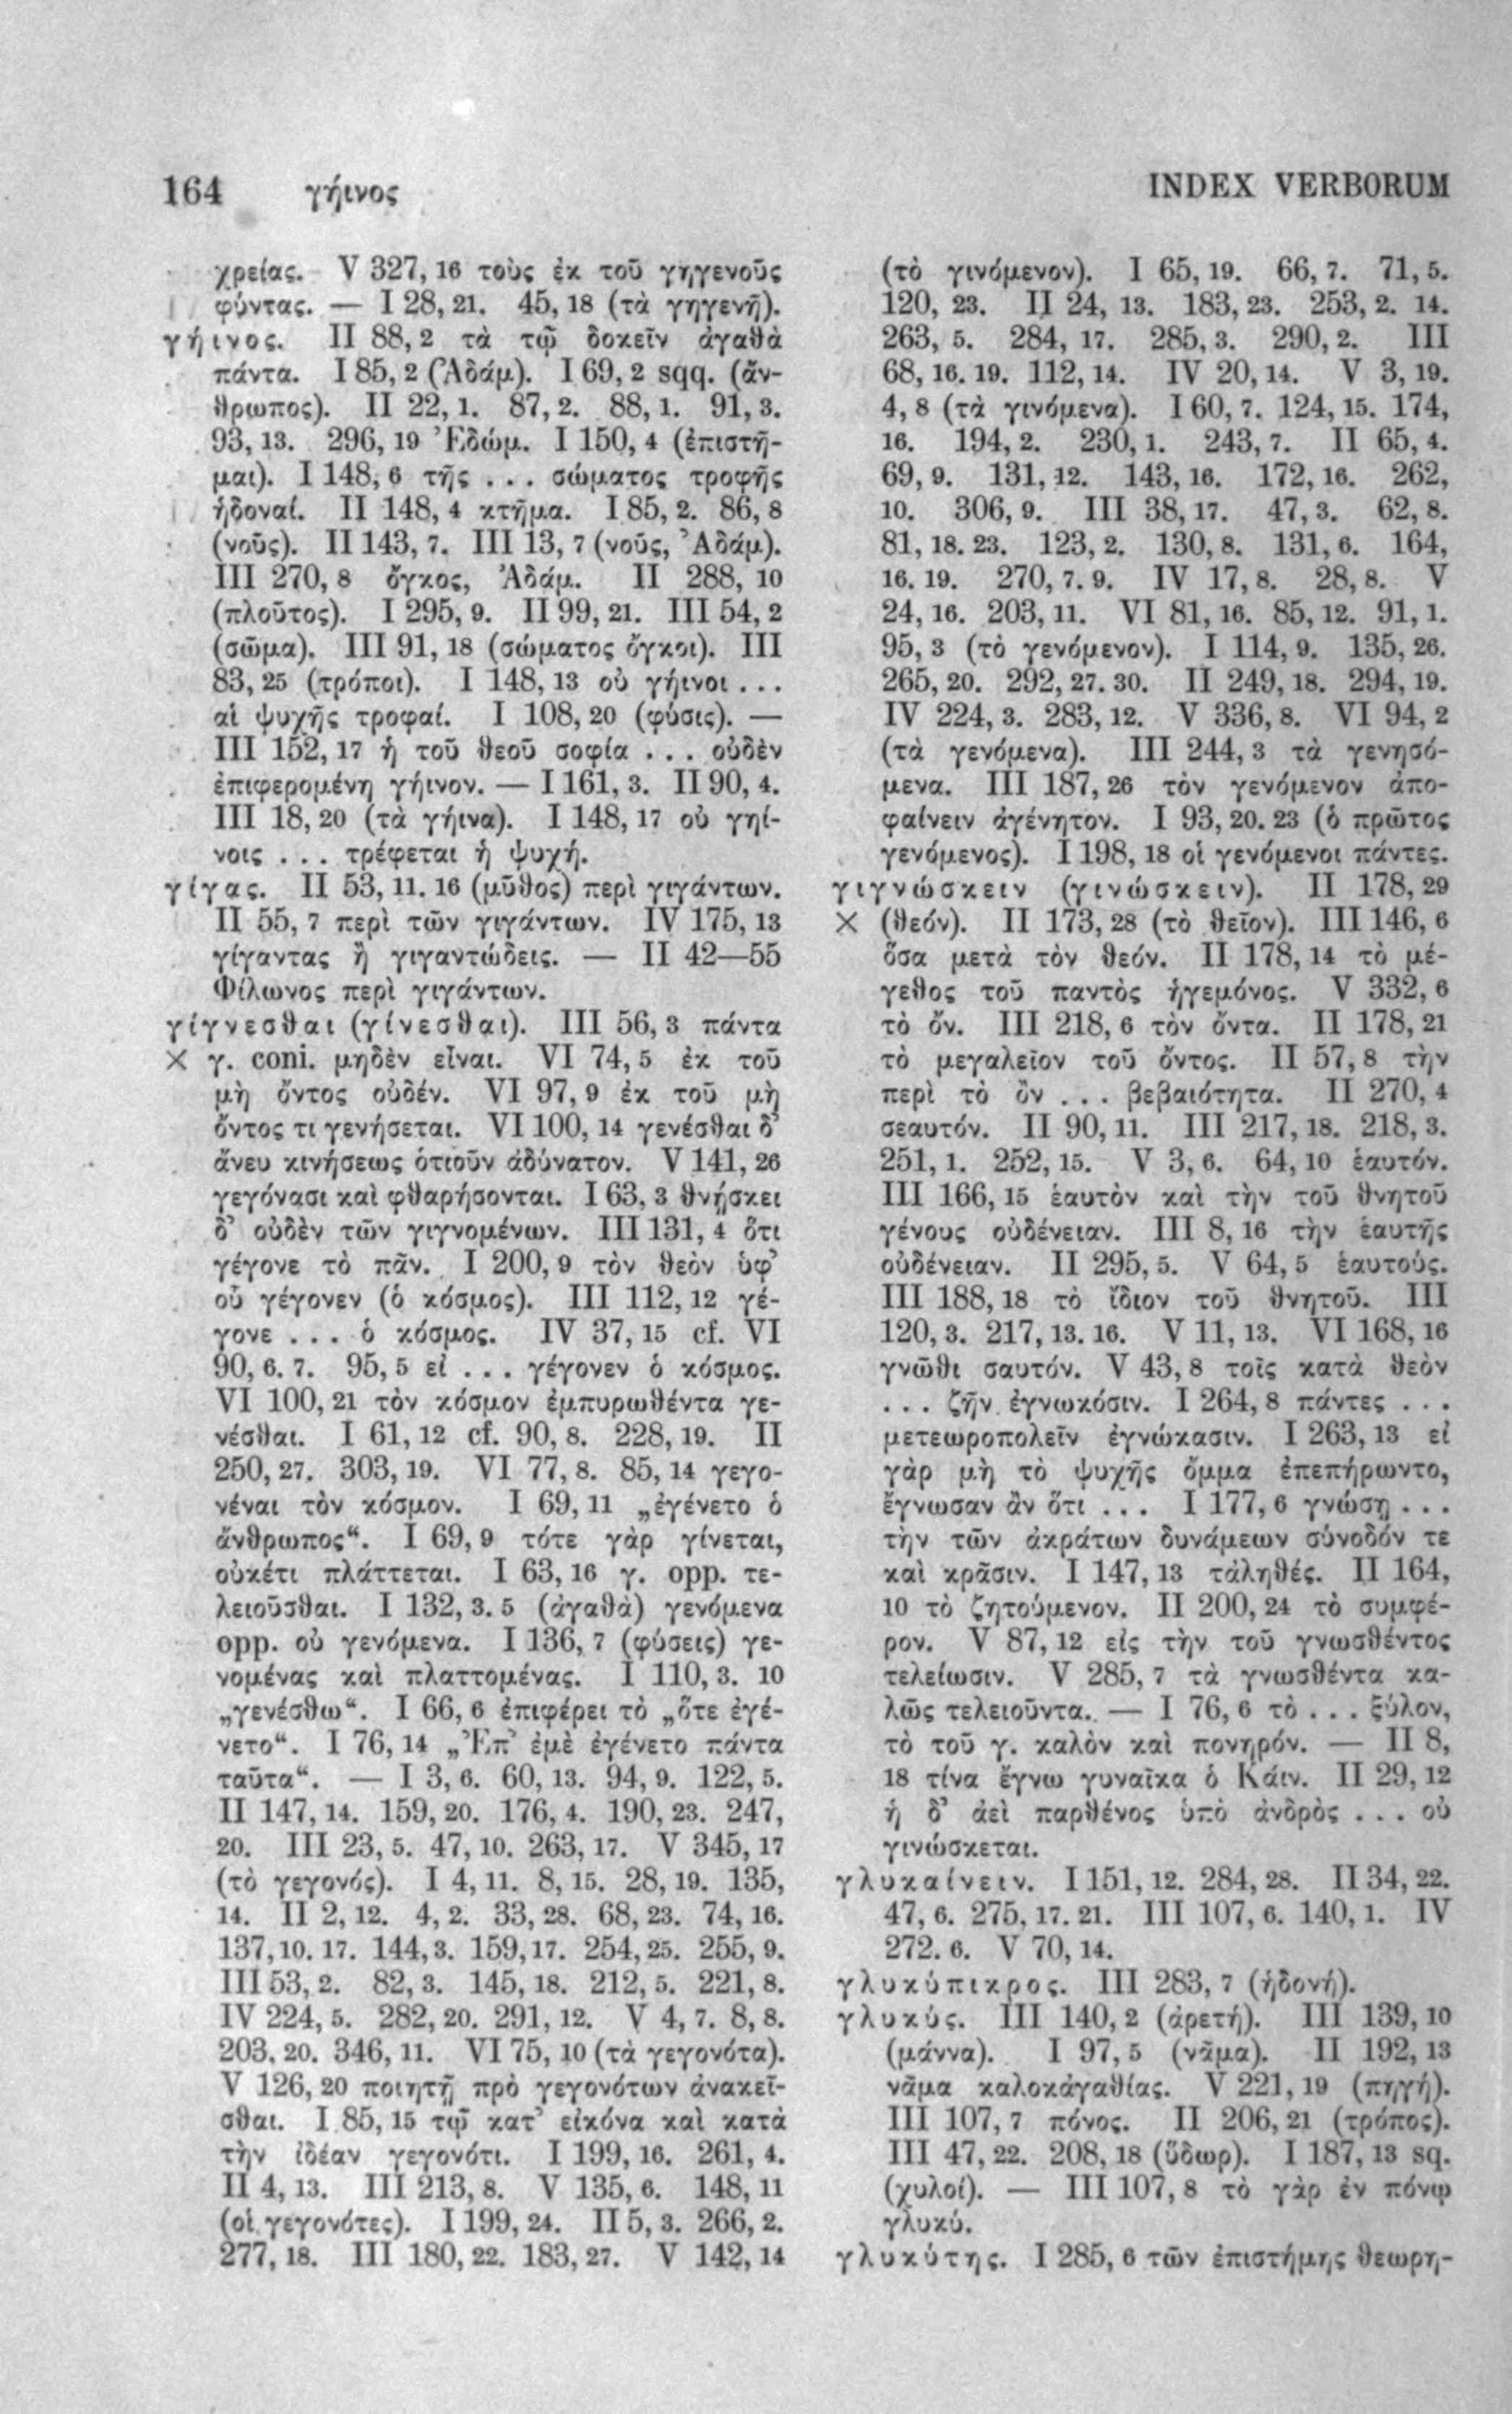 164 γήινος INDEX VERBORUM
χρείας. V 327, 16 τοὺς ἐκ τοῦ γηγενοῦς
φύντας. — I 28, 21. 45, 18 (τὰ γηγενῆ).
γήινος. II 88, 2 τὰ τῷ δοκεῖν ἀγαθὰ
πάντα. I 85, 2 (Ἀδάμ). I 69, 2 sqq. (ἄν-
θρωπος). II 22, 1. 87, 2. 88, 1. 91, 3.
93, 13. 296, 19 Ἐδώμ. I 150, 4 (ἐπιστῆ-
μαι). I 148, 6 τῆς ... σώματος τροφῆς
ἡδοναί. II 148, 4 κτῆμα. I 85, 2. 86, 8
(νοῦς). II 143, 7. III 13, 7 (νοῦς, Ἀδάμ).
III 270, 8 ὄγκος, Ἀδάμ. II 288, 10
(πλοῦτος). I 295, 9. II 99, 21. III 54, 2
(σῶμα). III 91, 18 (σώματος ὄγκοι). III
83, 25 (τρόποι). I 148, 13 οὐ γήινοι ...
αἱ ψυχῆς τροφαί. I 108, 20 (φύσις). —
III 152, 17 ἡ τοῦ θεοῦ σοφία ... οὐδὲν
ἐπιφερομένη γήινον. — I 161, 3. II 90, 4.
III 18, 20 (τὰ γήινα). I 148, 17 οὐ γηί-
νοις ... τρέφεται ἡ ψυχή.
γίγας. II 53, 11. 16 (μῦθος) περὶ γιγάντων.
II 55, 7 περὶ τῶν γιγάντων. IV 175, 13
γίγαντας ἢ γιγαντώδεις. — II 42—55
Φίλωνος περὶ γιγάντων.
γίγνεσθαι (γίνεσθαι). III 56, 3 πάντα
× γ. coni. μηδὲν εἶναι. VI 74, 5 ἐκ τοῦ
μὴ ὄντος οὐδέν. VI 97, 9 ἐκ τοῦ μὴ
ὄντος τι γενήσεται. VI 100, 14 γενέσθαι δ’
ἄνευ κινήσεως ὁτιοῦν ἀδύνατον. V 141, 26
γεγόνασι καὶ φθαρήσονται. I 63, 3 θνῄσκει
δ’ οὐδὲν τῶν γιγνομένων. III 131, 4 ὅτι
γέγονε τὸ πᾶν. I 200, 9 τὸν θεὸν ὑφ’
οὗ γέγονεν (ὁ κόσμος). III 112, 12 γέ-
γονε ... ὁ κόσμος. IV 37, 15 cf. VI
90, 6. 7. 95, 5 εἰ ... γέγονεν ὁ κόσμος.
VI 100, 21 τὸν κόσμον ἐμπυρωθέντα γε-
νέσθαι. I 61, 12 cf. 90, 8. 228, 19. II
250, 27. 303, 19. VI 77, 8. 85, 14 γεγο-
νέναι τὸν κόσμον. I 69, 11 „ἐγένετο ὁ
ἄνθρωπος“. I 69, 9 τότε γὰρ γίνεται,
οὐκέτι πλάττεται. I 63, 16 γ. opp. τε-
λειοῦσθαι. I 132, 3. 5 (ἀγαθὰ) γενόμενα
opp. οὐ γενόμενα. I 136, 7 (φύσεις) γε-
νομένας καὶ πλαττομένας. I 110, 3. 10
„γενέσθω“. I 66, 6 ἐπιφέρει τὸ „ὅτε ἐγέ-
νετο“. I 76, 14 „Ἐπ’ ἐμὲ ἐγένετο πάντα
ταῦτα“. — I 3, 6. 60, 13. 94, 9. 122, 5.
II 147, 14. 159, 20. 176, 4. 190, 23. 247,
20. III 23, 5. 47, 10. 263, 17. V 345, 17
(τὸ γεγονός). I 4, 11. 8, 15. 28, 19. 135,
14. II 2, 12. 4, 2. 33, 28. 68, 23. 74, 16.
137, 10. 17. 144, 3. 159, 17. 254, 25. 255, 9.
III 53, 2. 82, 3. 145, 18. 212, 5. 221, 8.
IV 224, 5. 282, 20. 291, 12. V 4, 7. 8, 8.
203. 20. 346, 11. VI 75, 10 (τὰ γεγονότα).
V 126, 20 ποιητῇ πρὸ γεγονότων ἀνακεῖ-
σθαι. I 85, 15 τῷ κατ’ εἰκόνα καὶ κατὰ
τὴν ἰδέαν γεγονότι. I 199, 16. 261, 4.
II 4, 13. III 213, 8. V 135, 6. 148, 11
(οἱ γεγονότες). I 199, 24. II 5, 3. 266, 2.
277, 18. III 180, 22. 183, 27. V 142, 14
(τὸ γινόμενον). I 65, 19. 66, 7. 71, 5.
120, 23. II 24, 13. 183, 23. 253, 2. 14.
263, 5. 284, 17. 285, 3. 290, 2. III
68, 16. 19. 112, 14. IV 20, 14. V 3, 19.
4, 8 (τὰ γινόμενα). I 60, 7. 124, 15. 174,
16. 194, 2. 230, 1. 243, 7. II 65, 4.
69, 9. 131, 12. 143, 16. 172, 16. 262,
10. 306, 9. III 38, 17. 47, 3. 62, 8.
81, 18. 23. 123, 2. 130, 8. 131, 6. 164,
16. 19. 270, 7. 9. IV 17, 8. 28, 8. V
24, 16. 203, 11. VI 81, 16. 85, 12. 91, 1.
95, 3 (τὸ γενόμενον). I 114, 9. 135, 26.
265, 20. 292, 27. 30. II 249, 18. 294, 19.
IV 224, 3. 283, 12. V 336, 8. VI 94, 2
(τὰ γενόμενα). III 244, 3 τὰ γενησό-
μενα. III 187, 26 τὸν γενόμενον ἀπο-
φαίνειν ἀγένητον. I 93, 20. 23 (ὁ πρῶτος
γενόμενος). I 198, 18 οἱ γενόμενοι πάντες.
γιγνώσκειν (γινώσκειν). II 178, 29
× (θεόν). II 173, 28 (τὸ θεῖον). III 146, 6
ὅσα μετὰ τὸν θεόν. II 178, 14 τὸ μέ-
γεθος τοῦ παντὸς ἡγεμόνος. V 332, 6
τὸ ὄν. III 218, 6 τὸν ὄντα. II 178, 21
τὸ μεγαλεῖον τοῦ ὄντος. II 57, 8 τὴν
περὶ τὸ ὂν ... βεβαιότητα. II 270, 4
σεαυτόν. II 90, 11. III 217, 18. 218, 3.
251, 1. 252, 15. V 3, 6. 64, 10 ἑαυτόν.
III 166, 15 ἑαυτὸν καὶ τὴν τοῦ θνητοῦ
γένους οὐδένειαν. III 8, 16 τὴν ἑαυτῆς
οὐδένειαν. II 295, 5. V 64, 5 ἑαυτούς.
III 188, 18 τὸ ἴδιον τοῦ θνητοῦ. III
120, 3. 217, 13. 16. V 11, 13. VI 168, 16
γνῶθι σαυτόν. V 43, 8 τοῖς κατὰ θεὸν
... ζῆν ἐγνωκόσιν. I 264, 8 πάντες ...
μετεωροπολεῖν ἐγνώκασιν. I 263, 13 εἰ
γὰρ μὴ τὸ ψυχῆς ὄμμα ἐπεπήρωντο,
ἔγνωσαν ἂν ὅτι ... I 177, 6 γνώσῃ ...
τὴν τῶν ἀκράτων δυνάμεων σύνοδόν τε
καὶ κρᾶσιν. I 147, 13 τἀληθές. II 164,
10 τὸ ζητούμενον. II 200, 24 τὸ συμφέ-
ρον. V 87, 12 εἰς τὴν τοῦ γνωσθέντος
τελείωσιν. V 285, 7 τὰ γνωσθέντα κα-
λῶς τελειοῦντα. — I 76, 6 τὸ ... ξύλον,
τὸ τοῦ γ. καλὸν καὶ πονηρόν. — II 8,
18 τίνα ἔγνω γυναῖκα ὁ Κάιν. II 29, 12
ἡ δ’ ἀεὶ παρθένος ὑπὸ ἀνδρὸς ... οὐ
γινώσκεται.
γλυκαίνειν. I 151, 12. 284, 28. II 34, 22.
47, 6. 275, 17. 21. III 107, 6. 140, 1. IV
272. 6. V 70, 14.
γλυκύπικρος. III 283, 7 (ἡδονή).
γλυκύς. III 140, 2 (ἀρετή). III 139, 10
(μάννα). I 97, 5 (νᾶμα). II 192, 13
νᾶμα καλοκἀγαθίας. V 221, 19 (πηγή).
III 107, 7 πόνος. II 206, 21 (τρόπος).
III 47, 22. 208, 18 (ὕδωρ). I 187, 13 sq.
(χυλοί). — III 107, 8 τὸ γὰρ ἐν πόνῳ
γλυκύ.
γλυκύτης. I 285, 6 τῶν ἐπιστήμης θεωρη-